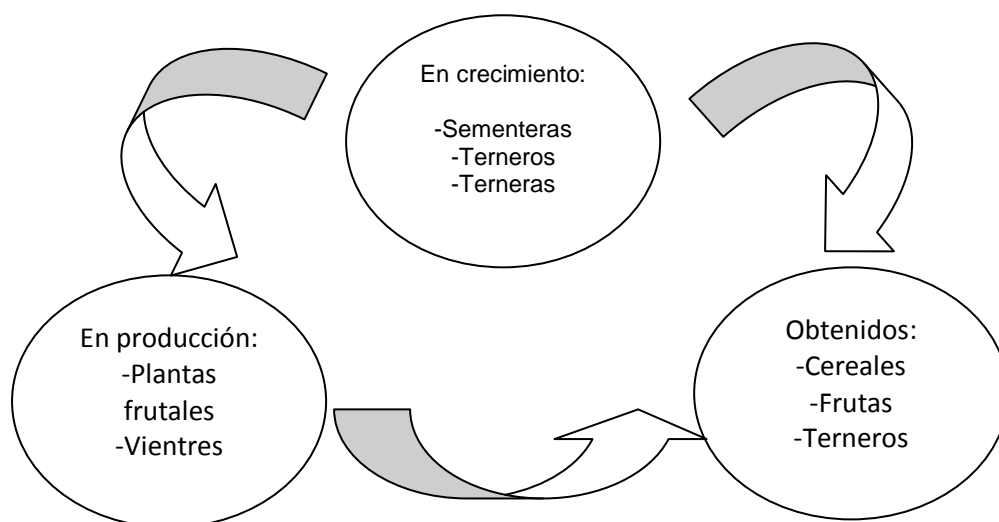 En crecimiento:
-Sementeras
-Terneros
-Terneras
En producción:
-Plantas
frutales
-Vientres
Obtenidos:
-Cereales
-Frutas
-Terneros